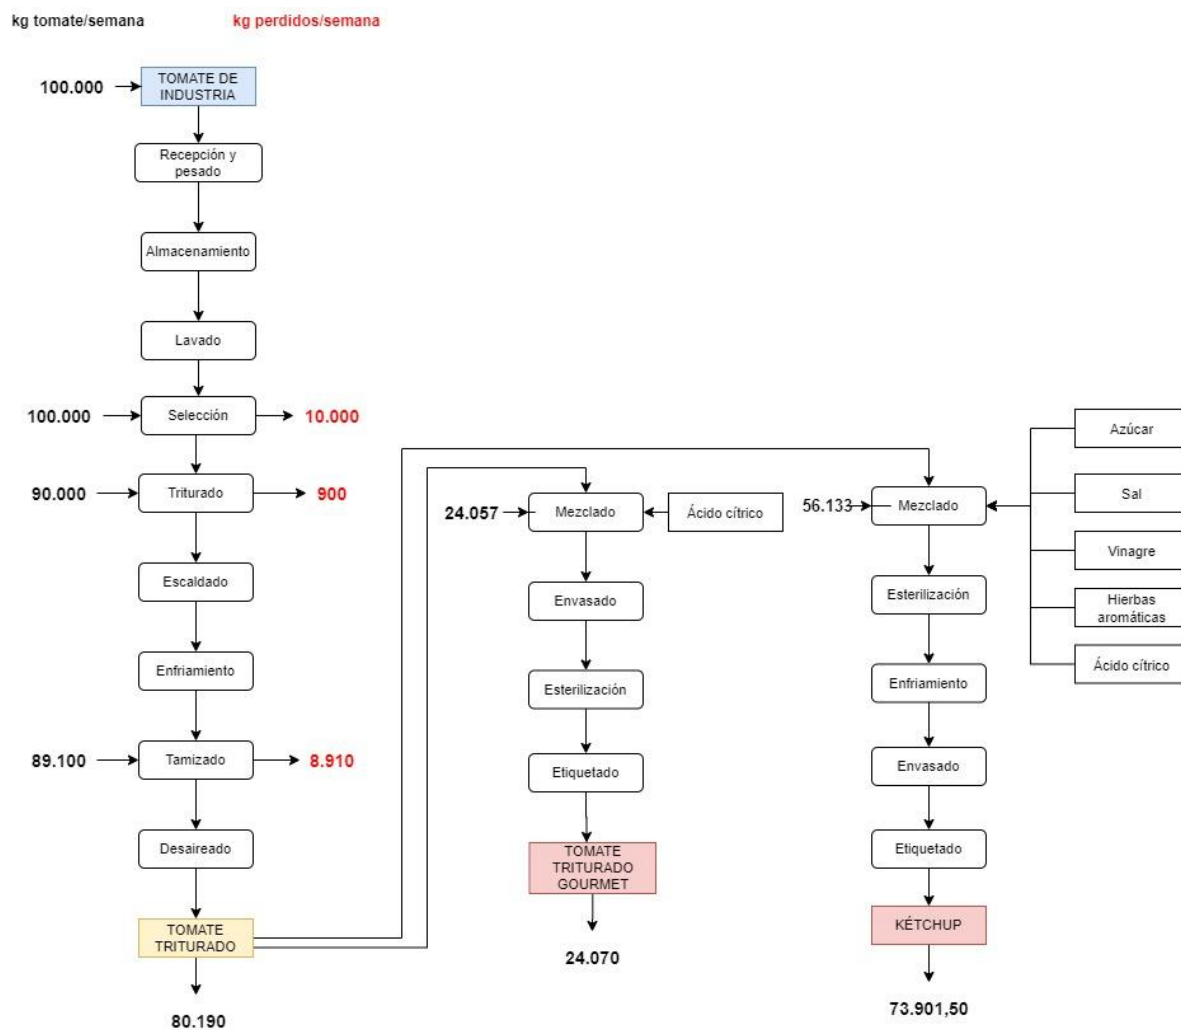 kg tomate/semana
kg perdidos/semana
100.000
TOMATE DE
INDUSTRIA
Recepción y
pesado
Almacenamiento
Lavado
100.000
Selección
10.000
90.000
Triturado
900
Escaldado
Enfriamiento
89.100
Tamizado
8.910
Desaireado
TOMATE
TRITURADO
80.190
24.057
Mezclado
Ácido cítrico
Envasado
Esterilización
Etiquetado
TOMATE
TRITURADO
GOURMET
24.070
56.133
Mezclado
Azúcar
Sal
Vinagre
Hierbas
aromáticas
Ácido cítrico
Esterilización
Enfriamiento
Envasado
Etiquetado
KÉTCHUP
73.901,50